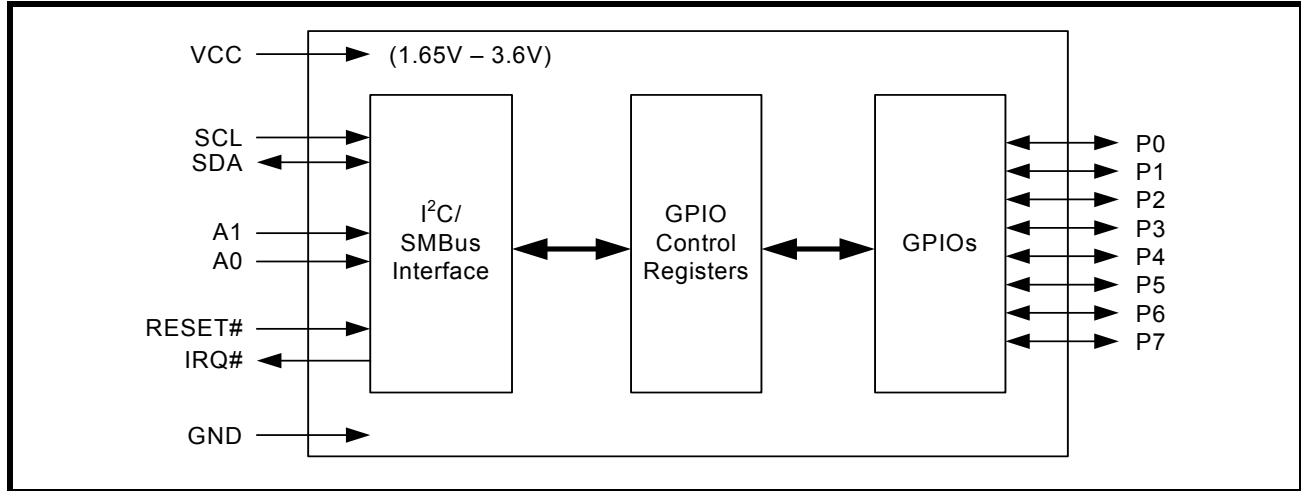 VCC
(1.65V – 3.6V)
SCL
SDA
A1
A0
RESET#
IRQ#
GND
I²C/
SMBus
Interface
GPIO
Control
Registers
GPIOs
P0
P1
P2
P3
P4
P5
P6
P7